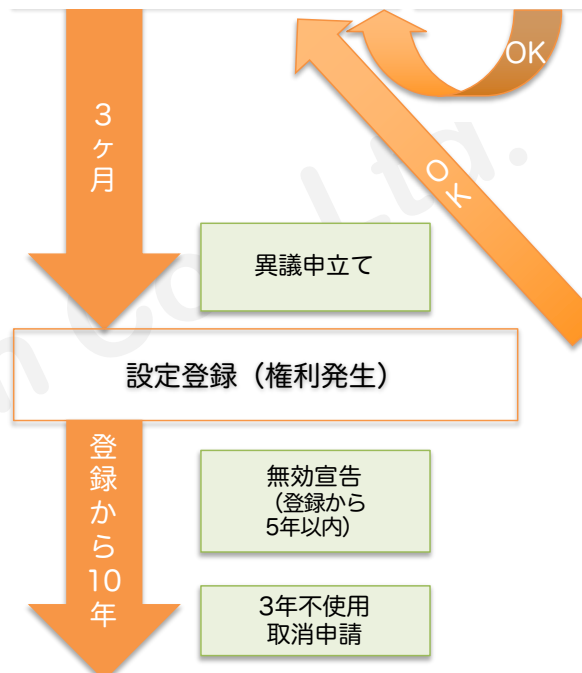 OK
3ヶ月
OK
異議申立て
設定登録（権利発生）
登録から10年
無効宣告
（登録から
5年以内）
3年不使用
取消申請